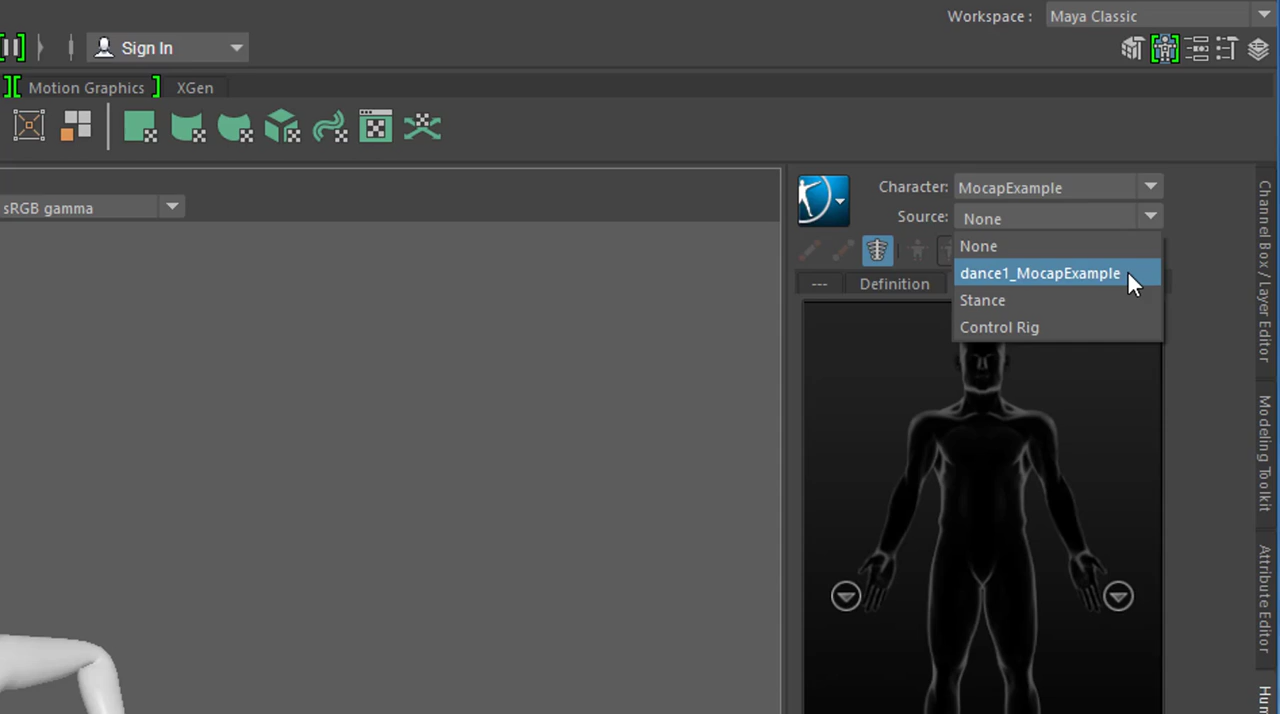 Workspace :
Maya Classic
Sign In
Motion Graphics
XGen
sRGB gamma
Character:
MocapExample
Source:
None
None
dance1_MocapExample
Stance
Control Rig
---
Definition
Channel Box / Layer Editor
Modeling Toolkit
Attribute Editor